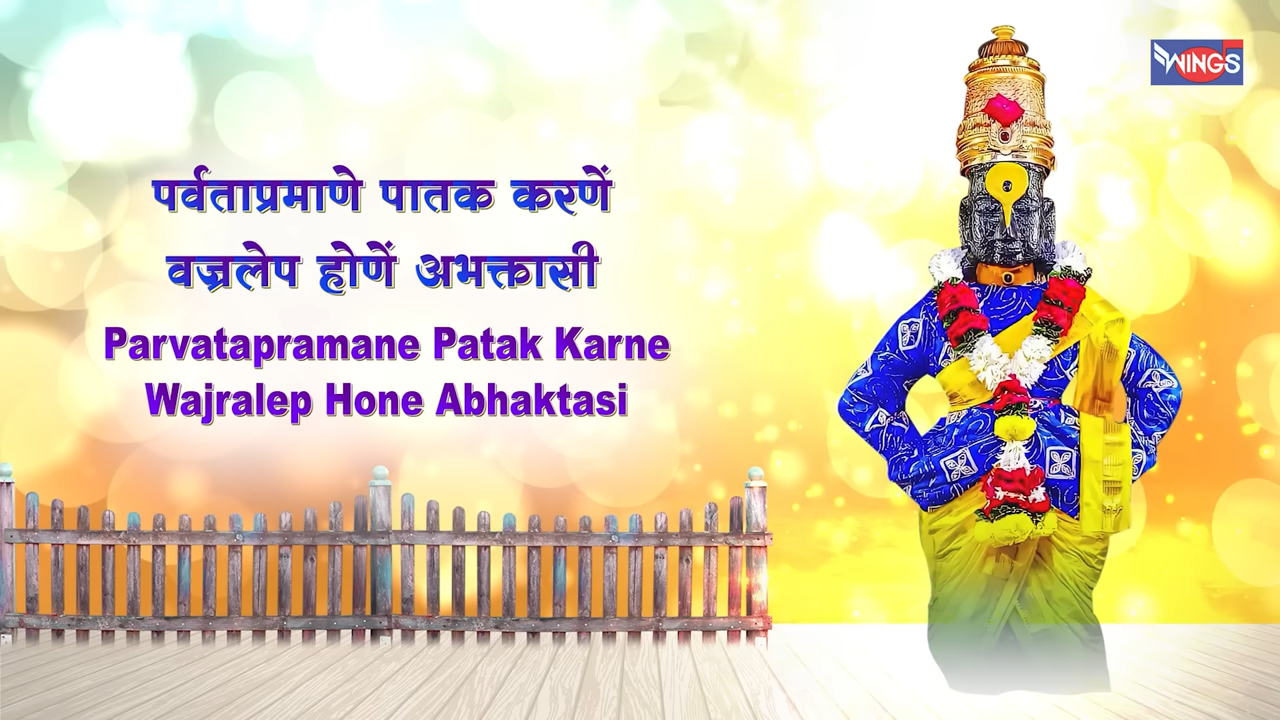 WINGS
पर्वताप्रमाणे पातक करणें
वज्रलेप होणें अभक्तासी
Parvatapramane Patak Karne
Wajralep Hone Abhaktasi